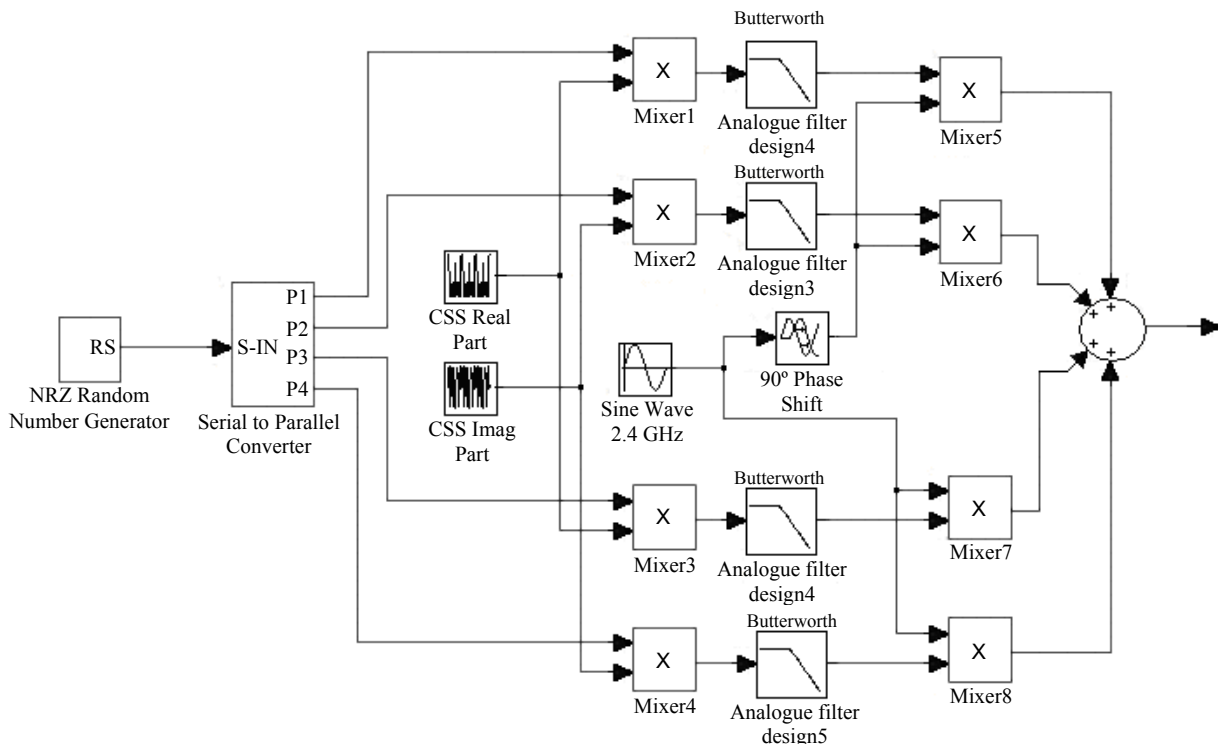 Butterworth
X
Mixer1
Analogue filter
design4
X
Mixer5
Butterworth
X
Mixer2
Analogue filter
design3
X
Mixer6
CSS Real
Part
RS
NRZ Random
Number Generator
S-IN
P1
P2
P3
P4
Serial to Parallel
Converter
CSS Imag
Part
Sine Wave
2.4 GHz
90º Phase
Shift
+
+
+
+
Butterworth
X
Mixer3
Analogue filter
design4
X
Mixer7
Butterworth
X
Mixer4
Analogue filter
design5
X
Mixer8